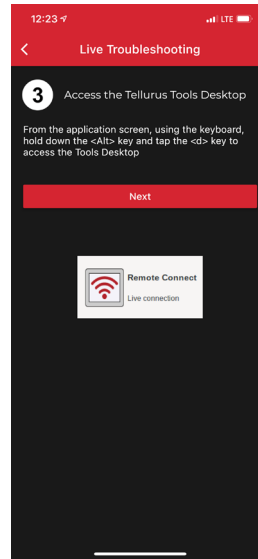 12:23
LTE
Live Troubleshooting
3 Access the Tellurus Tools Desktop
From the application screen, using the keyboard,
hold down the <Alt> key and tap the <d> key to
access the Tools Desktop
Next
Remote Connect
Live connection